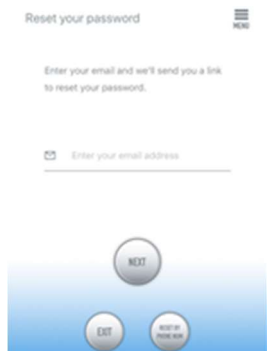 Reset your password
MENU
Enter your email and we'll send you a link
to reset your password.
Enter your email address
NEXT
EXIT
RESET BY
PHONE NUM